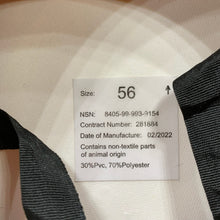 Size: 56 ↑
NSN: 8405-99-993-9154
Contract Number: 281884
Date of Manufacture: 02/2022
Contains non-textile parts
of animal origin
30%Pvc, 70%Polyester